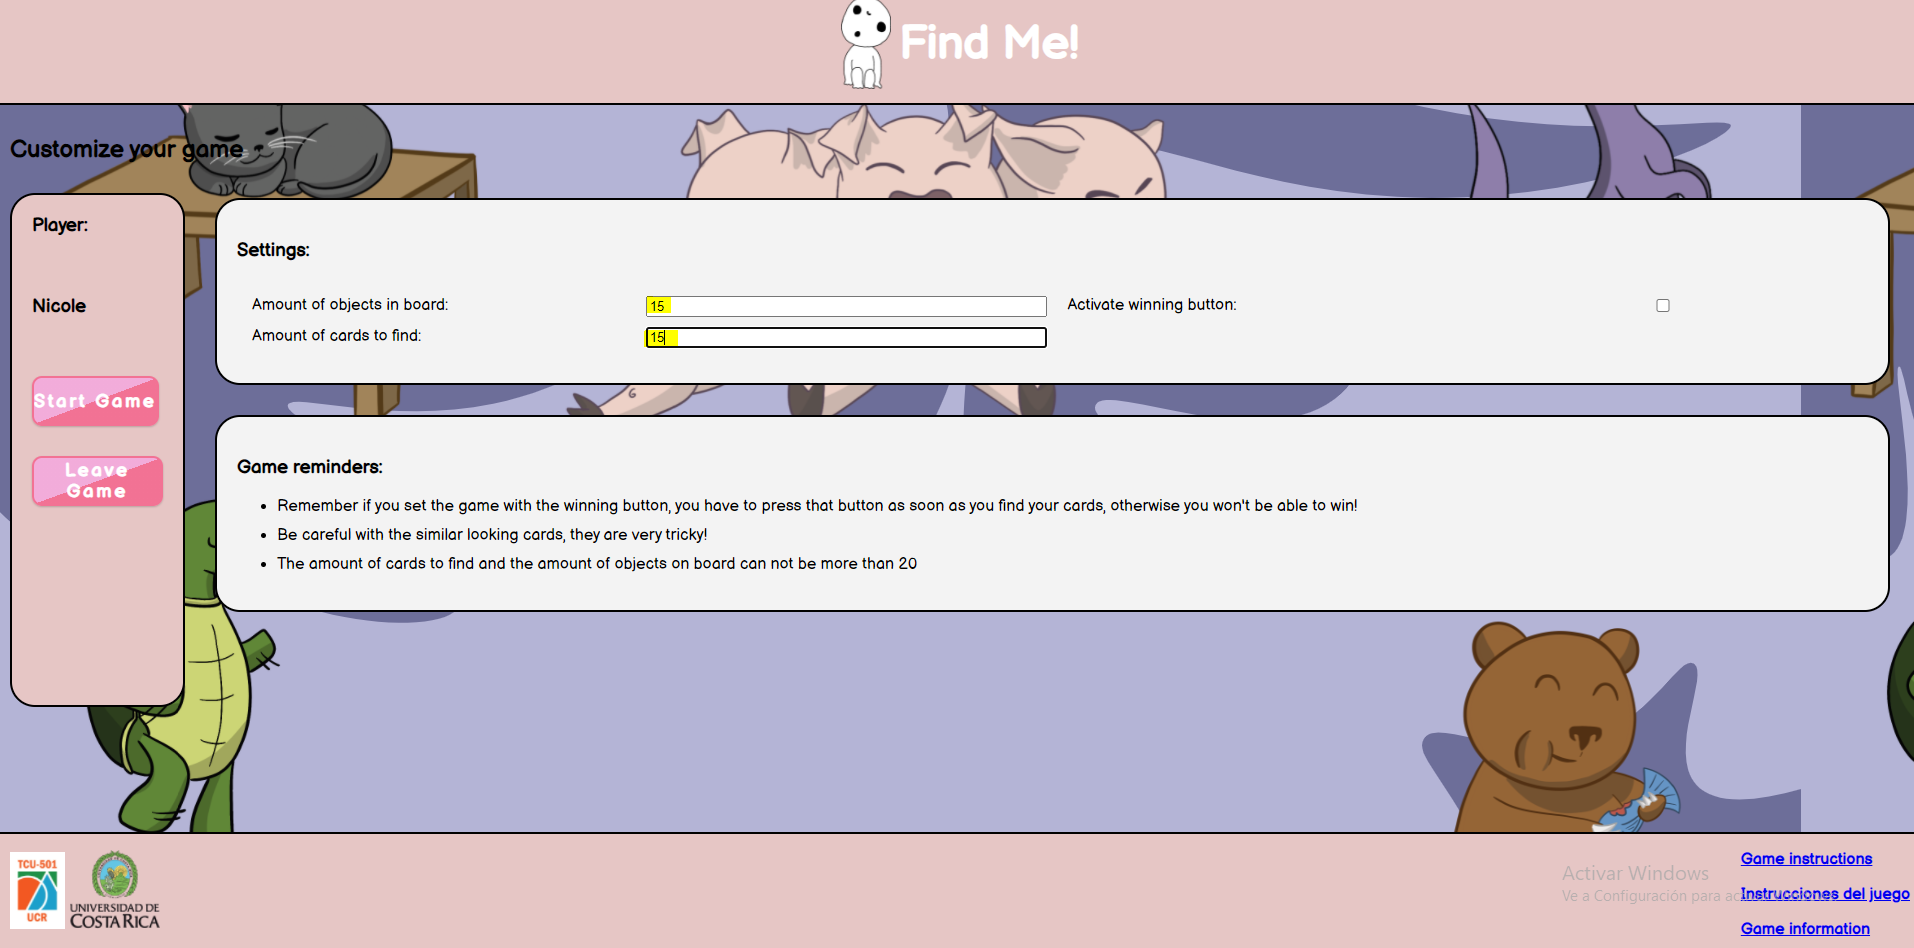 Find Me!
Customize your game
Player:
Nicole
Start Game
Leave
Game
Settings:
Amount of objects in board:
15
Activate winning button:
Amount of cards to find:
15
Game reminders:
Remember if you set the game with the winning button, you have to press that button as soon as you find your cards, otherwise you won't be able to win!
Be careful with the similar looking cards, they are very tricky!
The amount of cards to find and the amount of objects on board can not be more than 20
TCU-501
UCR
UNIVERSIDAD DE
COSTA RICA
Activar Windows
Ve a Configuración para
Game instructions
Instrucciones del juego
Game information